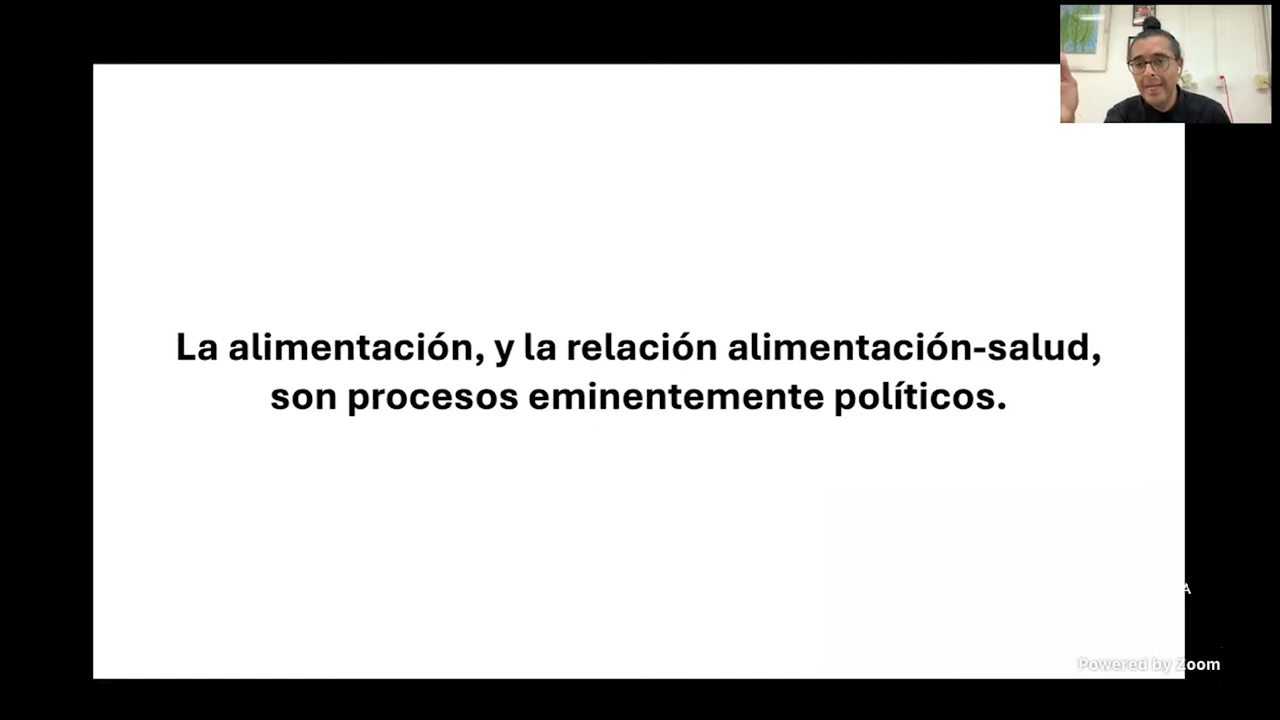 La alimentación, y la relación alimentación-salud,
son procesos eminentemente políticos.
A
Powered by Zoom